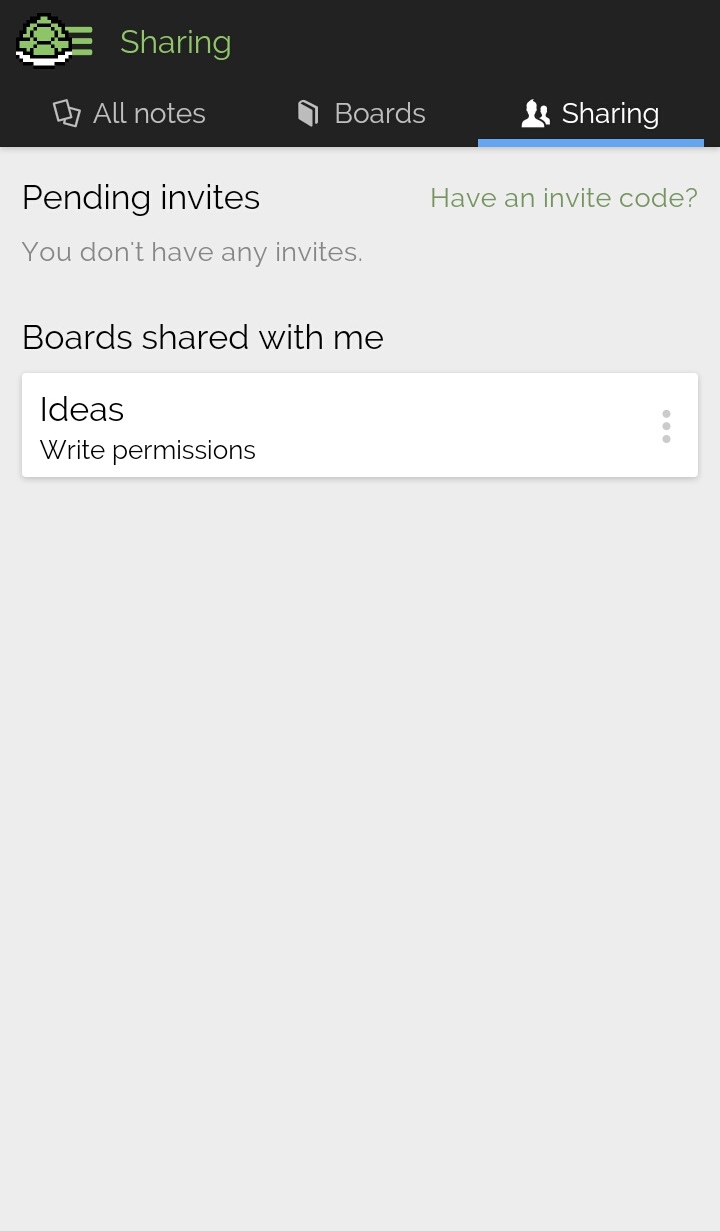 Sharing
All notes
Boards
Sharing
Pending invites
Have an invite code?
You don't have any invites.
Boards shared with me
Ideas
Write permissions